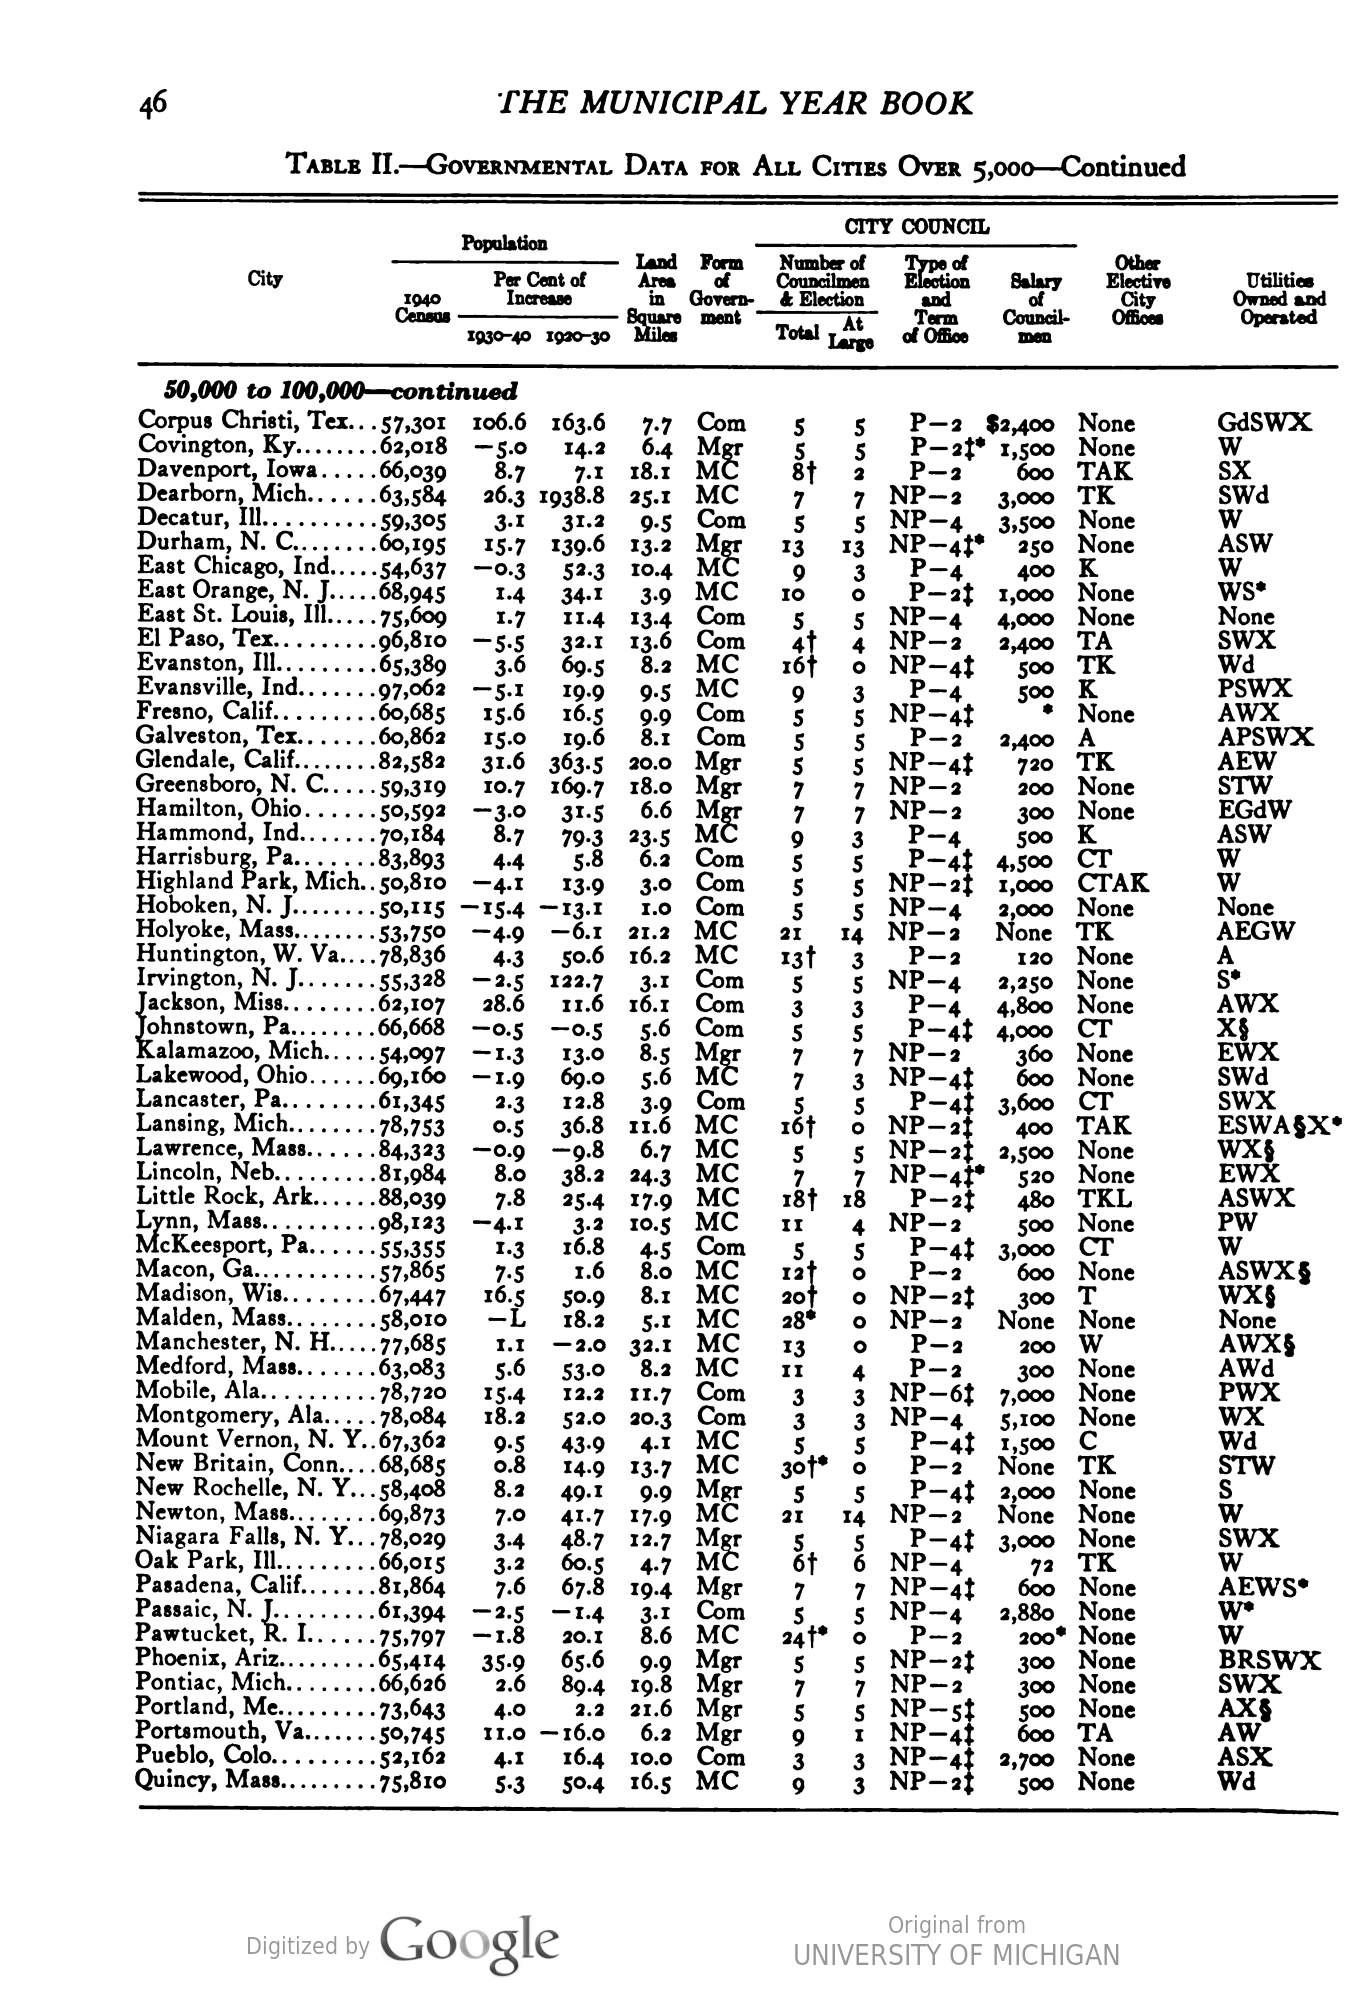 46
THE MUNICIPAL YEAR BOOK
TABLE II.—GOVERNMENTAL DATA FOR ALL CITIES OVER 5,000—Continued
CITY COUNCIL
Population
City
1940 Census
Per Cent of Increase
1930–40 1920–30
Land Area in Square Miles
Form of Govern-ment
Number of Councilmen & Election
Total At Large
Type of Election and Term of Office
Salary of Council-men
Other Elective City Offices
Utilities Owned and Operated
50,000 to 100,000—continued
Corpus Christi, Tex...57,301 106.6 163.6 7.7 Com 5 5 P–2 $2,400 None GdSWX
Covington, Ky........62,018 –5.0 14.2 6.4 Mgr 5 5 P–2‡* 1,500 None W
Davenport, Iowa.....66,039 8.7 7.1 18.1 MC 8† 2 P–2 600 TAK SX
Dearborn, Mich......63,584 26.3 1938.8 25.1 MC 7 7 NP–2 3,000 TK SWd
Decatur, Ill..........59,305 3.1 31.2 9.5 Com 5 5 NP–4 3,500 None W
Durham, N. C........60,195 15.7 139.6 13.2 Mgr 13 13 NP–4‡* 250 None ASW
East Chicago, Ind.....54,637 –0.3 52.3 10.4 MC 9 3 P–4 400 K W
East Orange, N. J.....68,945 1.4 34.1 3.9 MC 10 0 P–2‡ 1,000 None WS*
East St. Louis, Ill.....75,609 1.7 11.4 13.4 Com 5 5 NP–4 4,000 None None
El Paso, Tex.........96,810 –5.5 32.1 13.6 Com 4† 4 NP–2 2,400 TA SWX
Evanston, Ill.........65,389 3.6 69.5 8.2 MC 16† 0 NP–4‡ 500 TK Wd
Evansville, Ind.......97,062 –5.1 19.9 9.5 MC 9 3 P–4 500 K PSWX
Fresno, Calif.........60,685 15.6 16.5 9.9 Com 5 5 NP–4‡ * None AWX
Galveston, Tex.......60,862 15.0 19.6 8.1 Com 5 5 P–2 2,400 A APSWX
Glendale, Calif........82,582 31.6 363.5 20.0 Mgr 5 5 NP–4‡ 720 TK AEW
Greensboro, N. C.....59,319 10.7 169.7 18.0 Mgr 7 7 NP–2 200 None STW
Hamilton, Ohio......50,592 –3.0 31.5 6.6 Mgr 7 7 NP–2 300 None EGdW
Hammond, Ind.......70,184 8.7 79.3 23.5 MC 9 3 P–4 500 K ASW
Harrisburg, Pa.......83,893 4.4 5.8 6.2 Com 5 5 P–4‡ 4,500 CT W
Highland Park, Mich..50,810 –4.1 13.9 3.0 Com 5 5 NP–2‡ 1,000 CTAK W
Hoboken, N. J........50,115 –15.4 –13.1 1.0 Com 5 5 NP–4 2,000 None None
Holyoke, Mass........53,750 –4.9 –6.1 21.2 MC 21 14 NP–2 None TK AEGW
Huntington, W. Va....78,836 4.3 50.6 16.2 MC 13† 3 P–2 120 None A
Irvington, N. J.......55,328 –2.5 122.7 3.1 Com 5 5 NP–4 2,250 None S*
Jackson, Miss........62,107 28.6 11.6 16.1 Com 3 3 P–4 4,800 None AWX
Johnstown, Pa........66,668 –0.5 –0.5 5.6 Com 5 5 P–4‡ 4,000 CT X§
Kalamazoo, Mich.....54,097 –1.3 13.0 8.5 Mgr 7 7 NP–2 360 None EWX
Lakewood, Ohio......69,160 –1.9 69.0 5.6 MC 7 3 NP–4‡ 600 None SWd
Lancaster, Pa........61,345 2.3 12.8 3.9 Com 5 5 P–4‡ 3,600 CT SWX
Lansing, Mich........78,753 0.5 36.8 11.6 MC 16† 0 NP–2‡ 400 TAK ESWA§X*
Lawrence, Mass......84,323 –0.9 –9.8 6.7 MC 5 5 NP–2‡ 2,500 None WX§
Lincoln, Neb.........81,984 8.0 38.2 24.3 MC 7 7 NP–4‡* 520 None EWX
Little Rock, Ark......88,039 7.8 25.4 17.9 MC 18† 18 P–2‡ 480 TKL ASWX
Lynn, Mass..........98,123 –4.1 3.2 10.5 MC 11 4 NP–2 500 None PW
McKeesport, Pa......55,355 1.3 16.8 4.5 Com 5 5 P–4‡ 3,000 CT W
Macon, Ga...........57,865 7.5 1.6 8.0 MC 12† 0 P–2 600 None ASWX§
Madison, Wis........67,447 16.5 50.9 8.1 MC 20† 0 NP–2‡ 300 T WX§
Malden, Mass........58,010 –L 18.2 5.1 MC 28* 0 NP–2 None None None
Manchester, N. H.....77,685 1.1 –2.0 32.1 MC 13 0 P–2 200 W AWX§
Medford, Mass.......63,083 5.6 53.0 8.2 MC 11 4 P–2 300 None AWd
Mobile, Ala..........78,720 15.4 12.2 11.7 Com 3 3 NP–6‡ 7,000 None PWX
Montgomery, Ala.....78,084 18.2 52.0 20.3 Com 3 3 NP–4 5,100 None WX
Mount Vernon, N. Y..67,362 9.5 43.9 4.1 MC 5 5 P–4‡ 1,500 C Wd
New Britain, Conn....68,685 0.8 14.9 13.7 MC 30†* 0 P–2 None TK STW
New Rochelle, N. Y...58,408 8.2 49.1 9.9 Mgr 5 5 P–4‡ 2,000 None S
Newton, Mass........69,873 7.0 41.7 17.9 MC 21 14 NP–2 None None W
Niagara Falls, N. Y...78,029 3.4 48.7 12.7 Mgr 5 5 P–4‡ 3,000 None SWX
Oak Park, Ill.........66,015 3.2 60.5 4.7 MC 6† 6 NP–4 72 TK W
Pasadena, Calif.......81,864 7.6 67.8 19.4 Mgr 7 7 NP–4‡ 600 None AEWS*
Passaic, N. J.........61,394 –2.5 –1.4 3.1 Com 5 5 NP–4 2,880 None W*
Pawtucket, R. I......75,797 –1.8 20.1 8.6 MC 24†* 0 P–2 200* None W
Phoenix, Ariz.........65,414 35.9 65.6 9.9 Mgr 5 5 NP–2‡ 300 None BRSWX
Pontiac, Mich........66,626 2.6 89.4 19.8 Mgr 7 7 NP–2 300 None SWX
Portland, Me.........73,643 4.0 2.2 21.6 Mgr 5 5 NP–5‡ 500 None AX§
Portsmouth, Va.......50,745 11.0 –16.0 6.2 Mgr 9 1 NP–4‡ 600 TA AW
Pueblo, Colo.........52,162 4.1 16.4 10.0 Com 3 3 NP–4‡ 2,700 None ASX
Quincy, Mass.........75,810 5.3 50.4 16.5 MC 9 3 NP–2‡ 500 None Wd
Digitized by Google
Original from
UNIVERSITY OF MICHIGAN